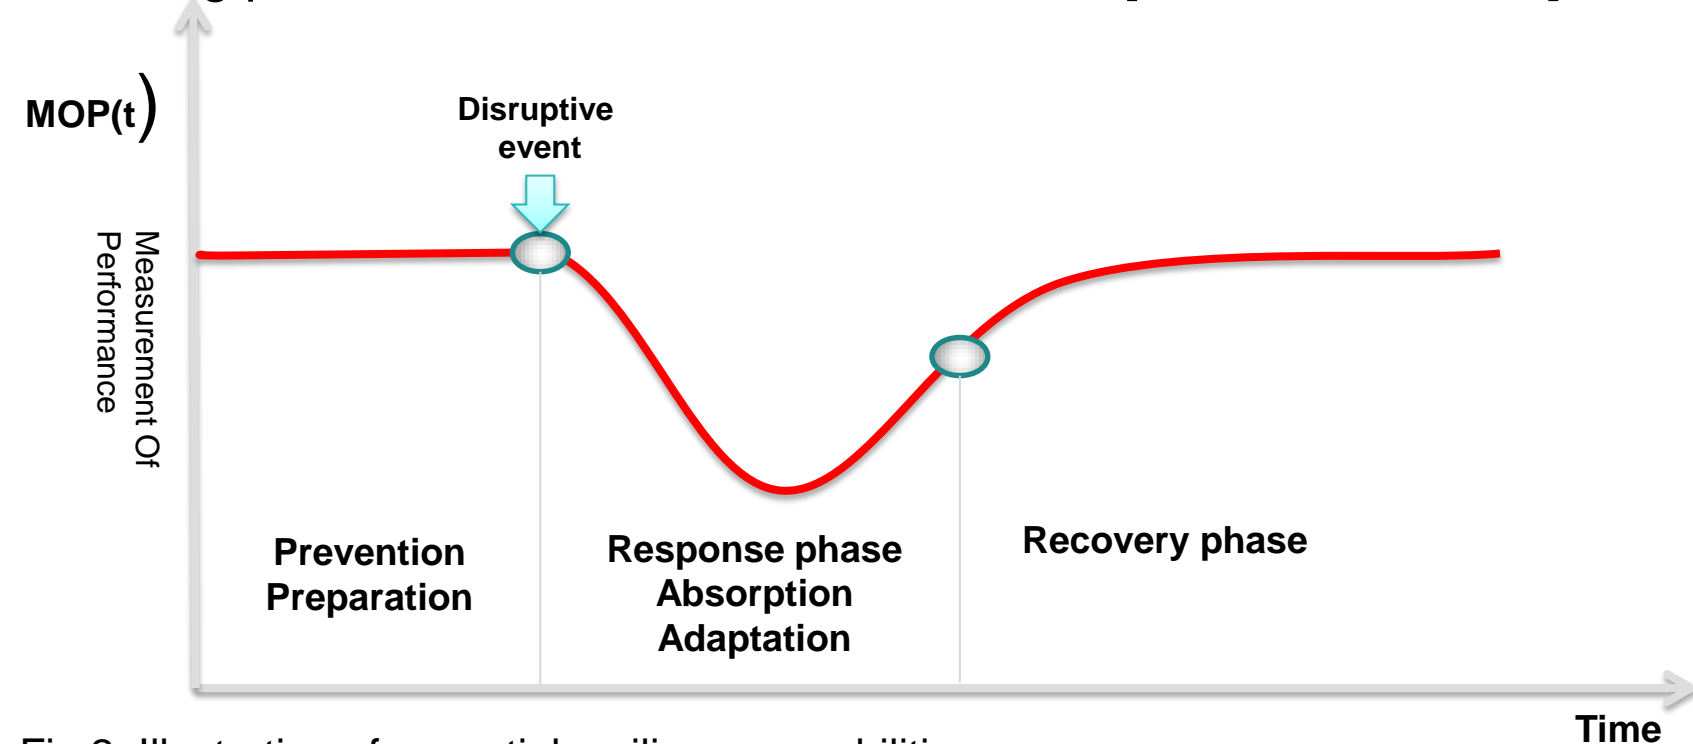 MOP(t)
Disruptive
event
Measurement Of
Performance
Prevention
Preparation
Response phase
Absorption
Adaptation
Recovery phase
Time